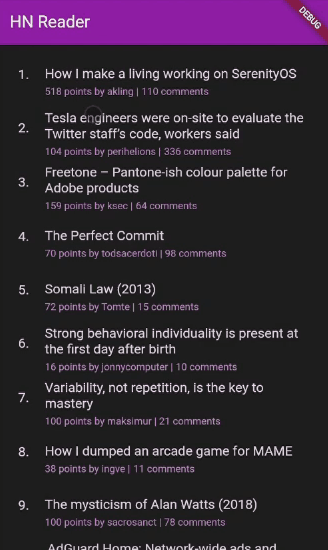 HN Reader
DEBUG
1.
How I make a living working on SerenityOS
518 points by akling | 110 comments
2.
Tesla engineers were on-site to evaluate the
Twitter staff's code, workers said
104 points by perihelions | 336 comments
3.
Freetone – Pantone-ish colour palette for
Adobe products
159 points by ksec | 64 comments
4.
The Perfect Commit
70 points by todsacerdoti | 98 comments
5.
Somali Law (2013)
72 points by Tomte | 15 comments
6.
Strong behavioral individuality is present at
the first day after birth
16 points by jonnycomputer | 10 comments
7.
Variability, not repetition, is the key to
mastery
100 points by maksimur | 21 comments
8.
How I dumped an arcade game for MAME
38 points by ingve | 11 comments
9.
The mysticism of Alan Watts (2018)
100 points by sacrosanct | 78 comments
AdGuard Home: Network-wide ads and